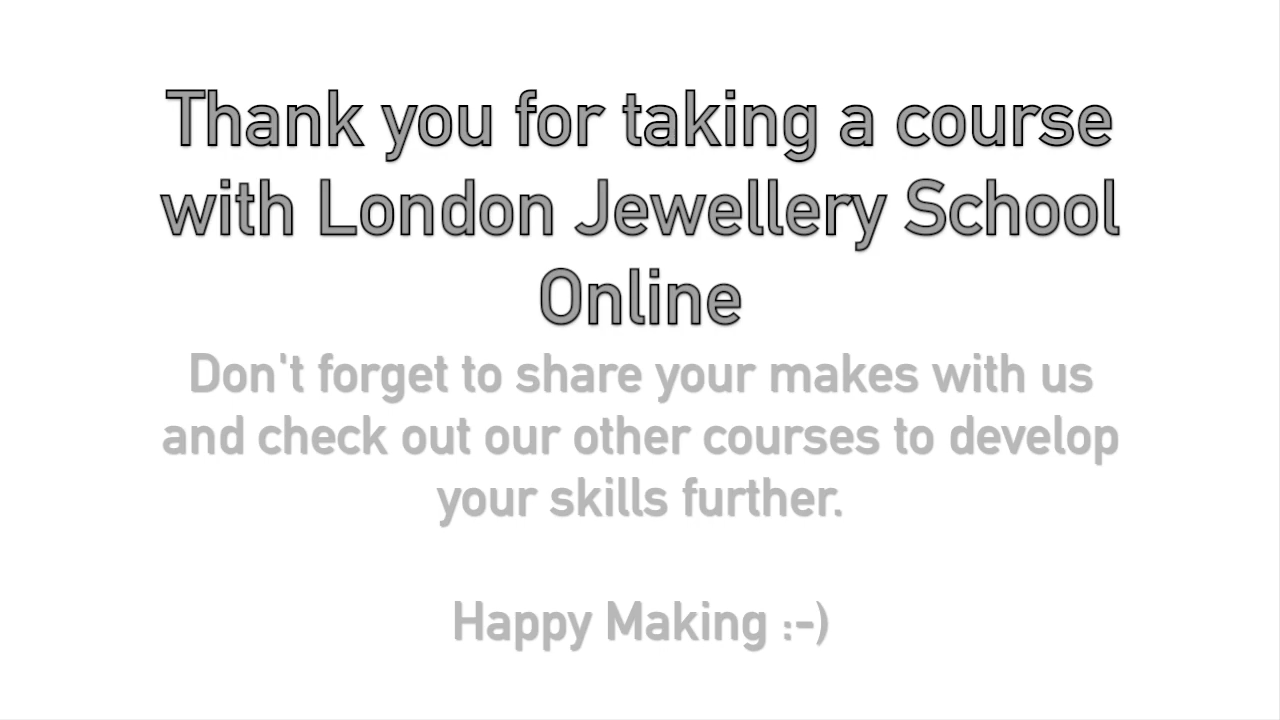 Thank you for taking a course
with London Jewellery School
Online
Don't forget to share your makes with us
and check out our other courses to develop
your skills further.
Happy Making :-)